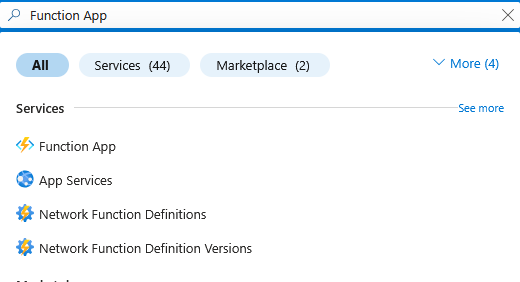 Function App
All Services (44) Marketplace (2) More (4)
Services See more
Function App
App Services
Network Function Definitions
Network Function Definition Versions